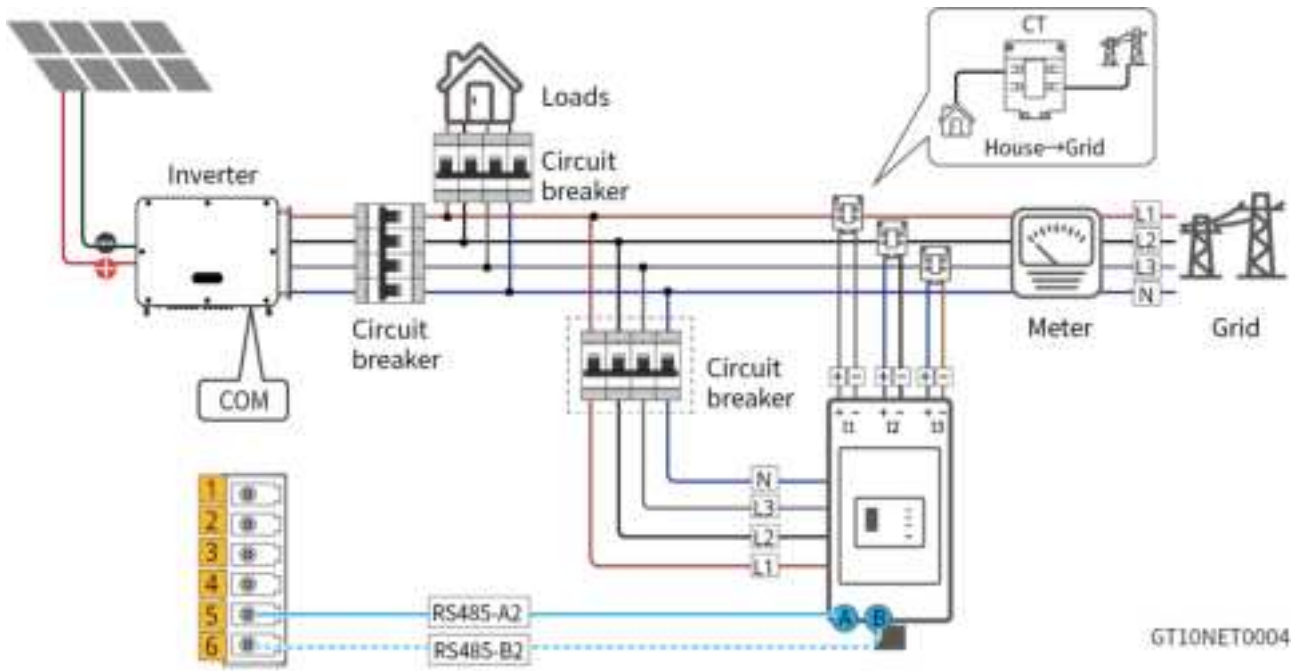 CT
House→Grid
Loads
Circuit
breaker
Inverter
L1
L2
L3
N
Circuit
breaker
Meter
Grid
Circuit
breaker
COM
+ - + - + -
+ - + - + -
I1 I2 I3
N
L3
L2
L1
1
2
3
4
5
6
RS485-A2
RS485-B2
A B
GT10NET0004